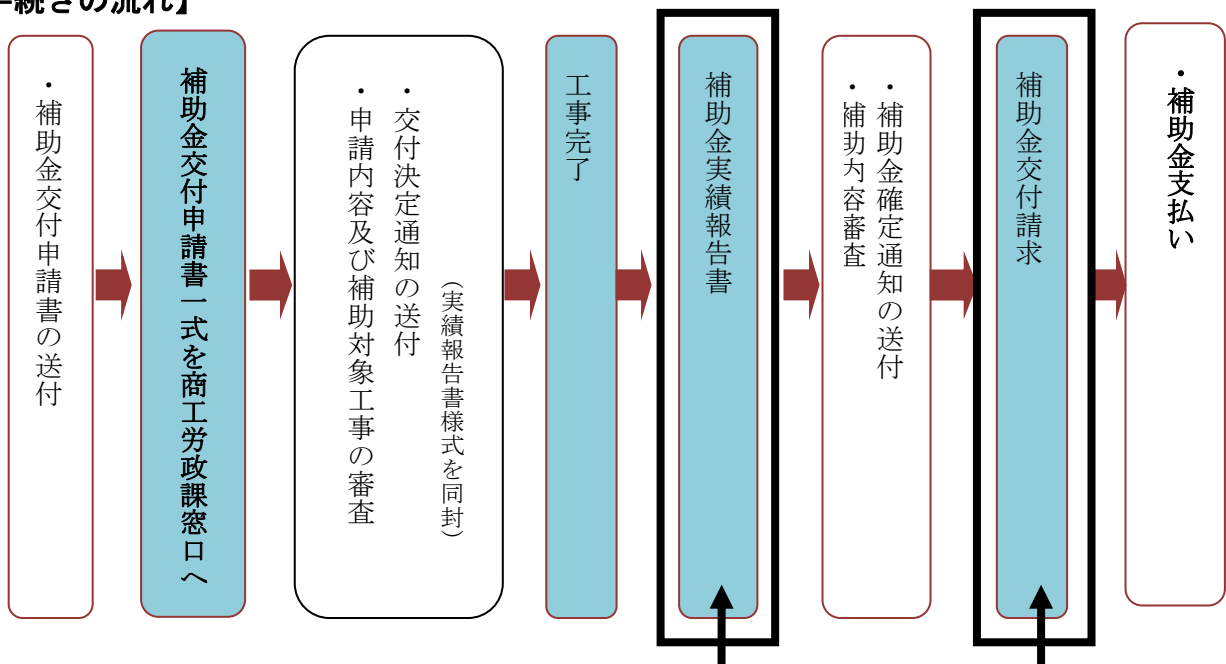 続きの流れ】
・補助金交付申請書の送付
補助金交付申請書一式を商工労政課窓口へ
・申請内容及び補助対象工事の審査
・交付決定通知の送付
(実績報告書様式を同封)
工事完了
補助金実績報告書
・補助内容審査
・補助金確定通知の送付
補助金交付請求
・補助金支払い